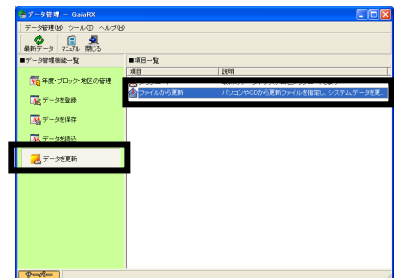 データ管理 － GaiaRX
データ管理(M) ツール(T) ヘルプ(H)
最新データ マニュアル 閉じる
■データ管理機能一覧
■項目一覧
項目 説明
年度・ブロック・地区の管理
ファイルから更新 パソコンやCDから更新ファイルを指定し、システム、データを更...
データを登録
データを保存
データを読込
データを更新
サーバー